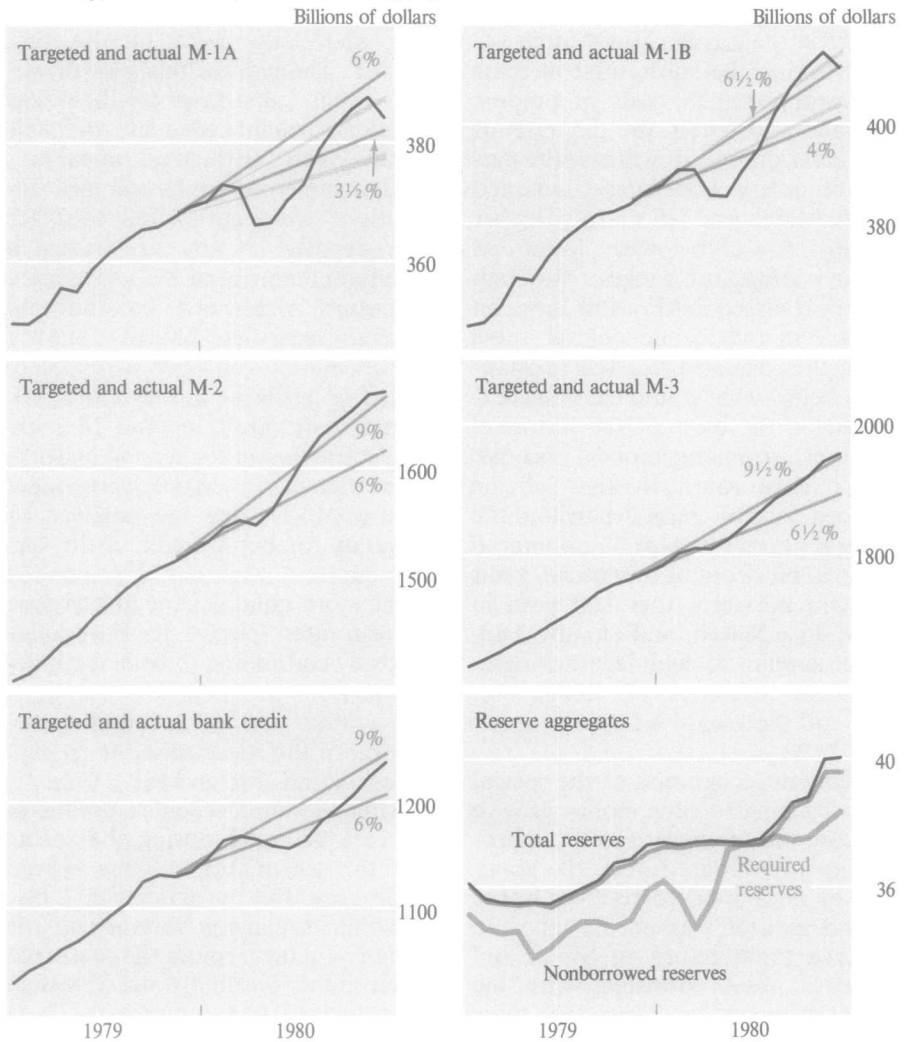 Billions of dollars
Billions of dollars
Targeted and actual M-1A
6%
380
3½%
360
Targeted and actual M-1B
6½%
400
4%
380
Targeted and actual M-2
9%
1600
6%
1500
Targeted and actual M-3
2000
9½%
6½%
1800
Targeted and actual bank credit
9%
1200
6%
1100
Reserve aggregates
40
Total reserves
Required
reserves
36
Nonborrowed reserves
1979
1980
1979
1980